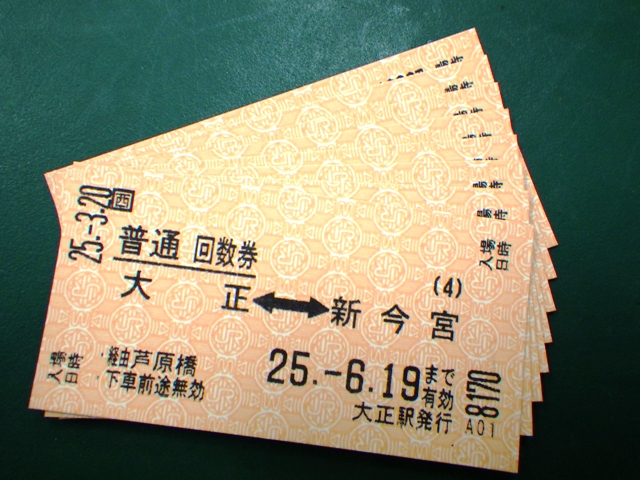 25.-3.20 西
普通 回数券
(4)
大正⟷新今宮
入場日時
経由芦原橋
下車前途無効
25.-6.19まで有効
大正駅発行
8170
A01
入場日時